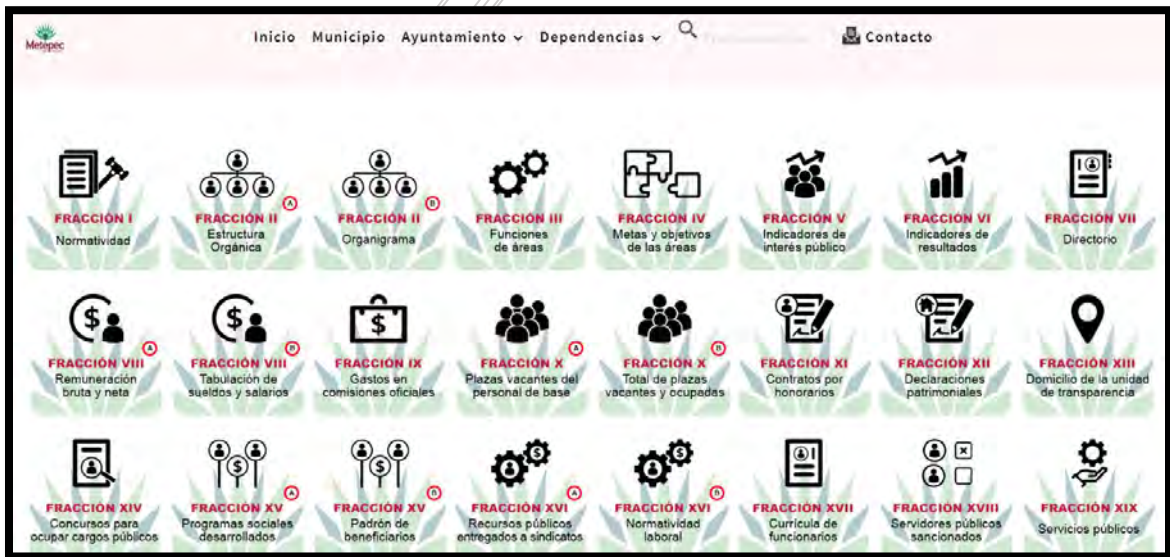 Metepec
Inicio Municipio Ayuntamiento Dependencias Contacto
FRACCIÓN I
Normatividad
A
FRACCIÓN II
Estructura
Orgánica
B
FRACCIÓN II
Organigrama
FRACCIÓN III
Funciones
de áreas
FRACCIÓN IV
Metas y objetivos
de las áreas
FRACCIÓN V
Indicadores de
interés público
FRACCIÓN VI
Indicadores de
resultados
FRACCIÓN VII
Directorio
A
FRACCIÓN VIII
Remuneración
bruta y neta
B
FRACCIÓN VIII
Tabulación de
sueldos y salarios
FRACCIÓN IX
Gastos en
comisiones oficiales
A
FRACCIÓN X
Plazas vacantes del
personal de base
B
FRACCIÓN X
Total de plazas
vacantes y ocupadas
FRACCIÓN XI
Contratos por
honorarios
FRACCIÓN XII
Declaraciones
patrimoniales
FRACCIÓN XIII
Domicilio de la unidad
de transparencia
FRACCIÓN XIV
Concursos para
ocupar cargos públicos
A
FRACCIÓN XV
Programas sociales
desarrollados
B
FRACCIÓN XV
Padrón de
beneficiarios
A
FRACCIÓN XVI
Recursos públicos
entregados a sindicatos
B
FRACCIÓN XVI
Normatividad
laboral
FRACCIÓN XVII
Currícula de
funcionarios
FRACCIÓN XVIII
Servidores públicos
sancionados
FRACCIÓN XIX
Servicios públicos